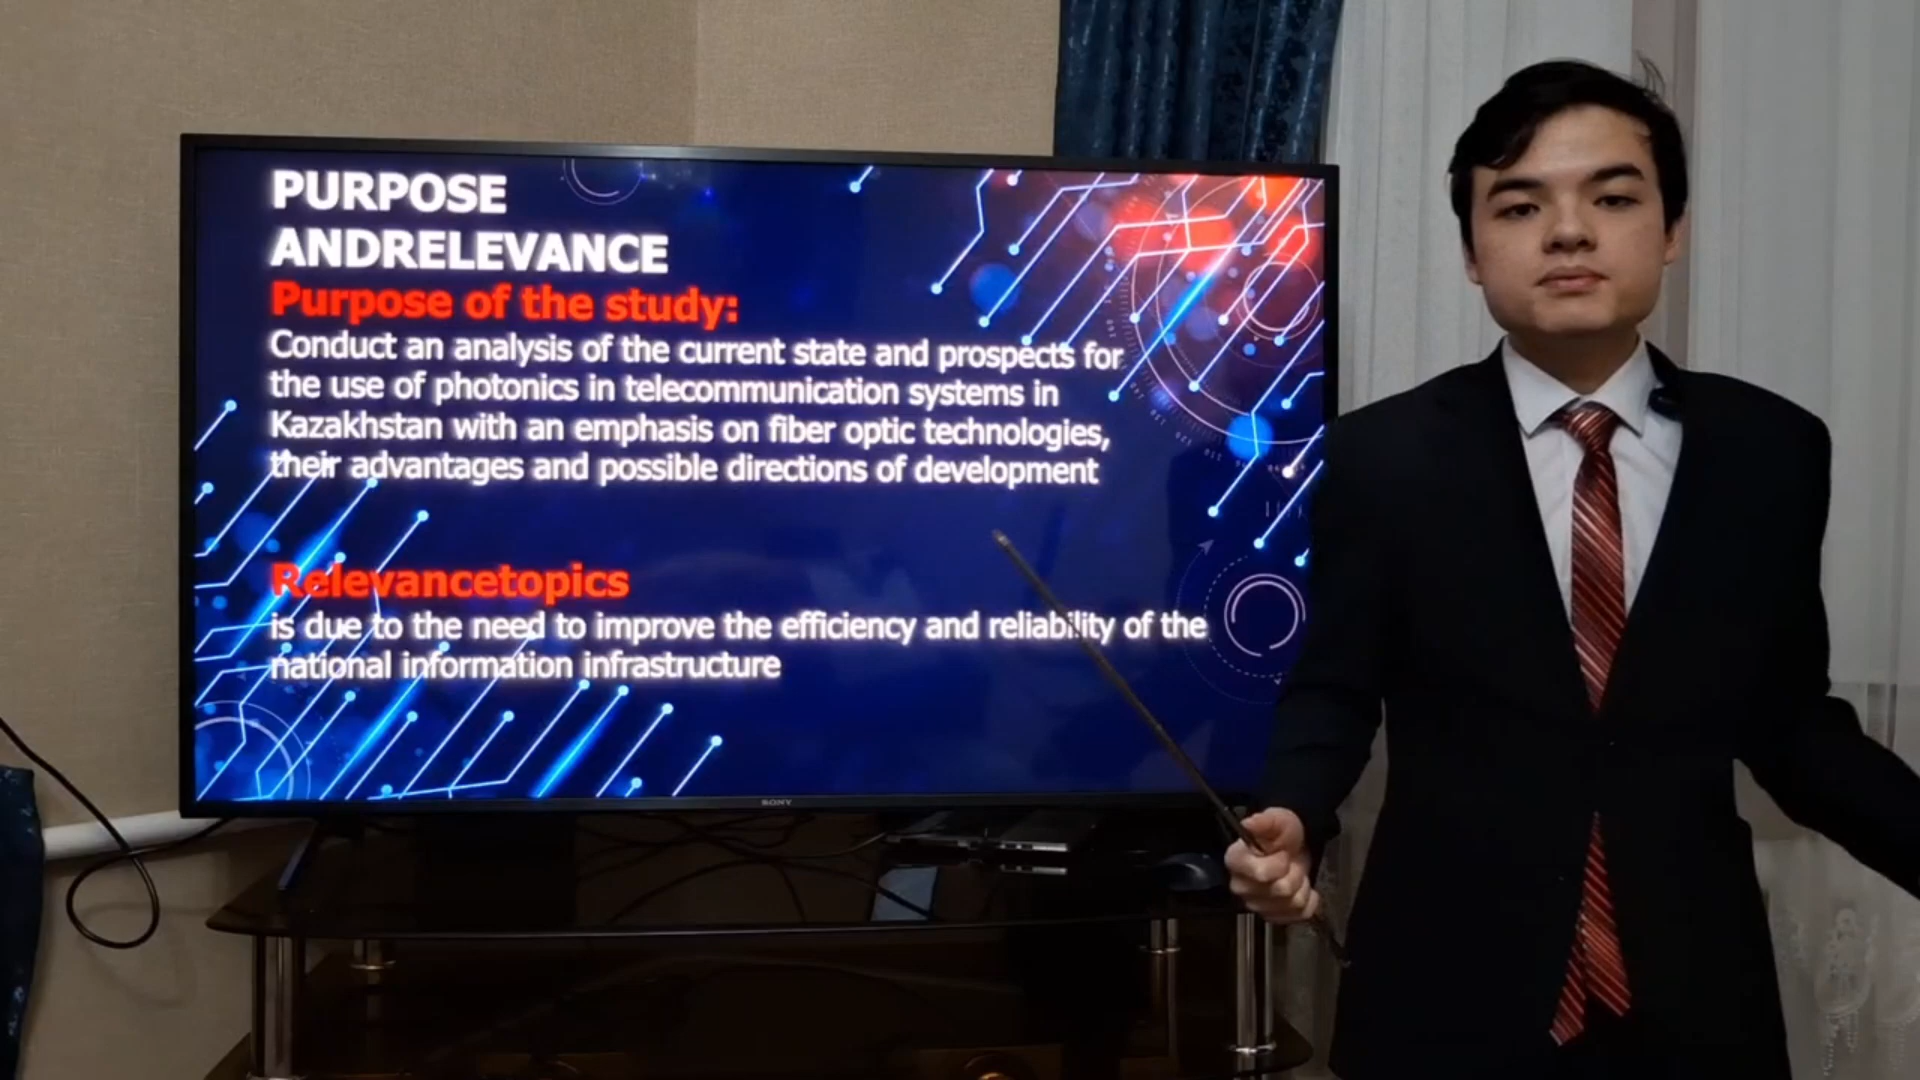 PURPOSE
ANDRELEVANCE
Purpose of the study:
Conduct an analysis of the current state and prospects for
the use of photonics in telecommunication systems in
Kazakhstan with an emphasis on fiber optic technologies,
their advantages and possible directions of development
Relevancetopics
is due to the need to improve the efficiency and reliability of the
national information infrastructure
SONY